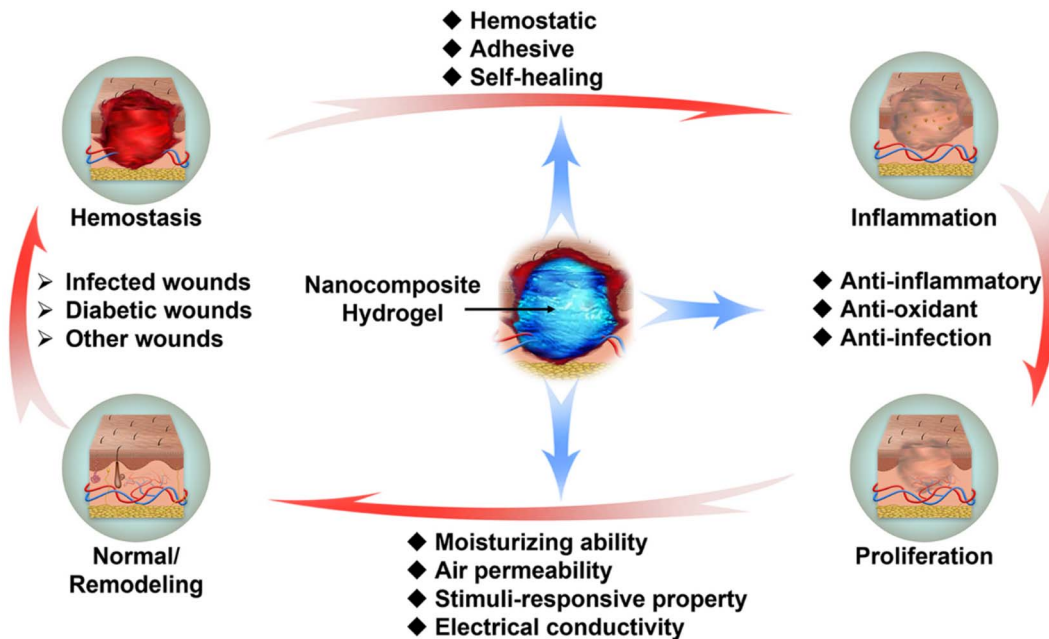 ◆ Hemostatic
◆ Adhesive
◆ Self-healing
Hemostasis
Inflammation
➢ Infected wounds
➢ Diabetic wounds
➢ Other wounds
Nanocomposite
Hydrogel
◆ Anti-inflammatory
◆ Anti-oxidant
◆ Anti-infection
Normal/
Remodeling
Proliferation
◆ Moisturizing ability
◆ Air permeability
◆ Stimuli-responsive property
◆ Electrical conductivity